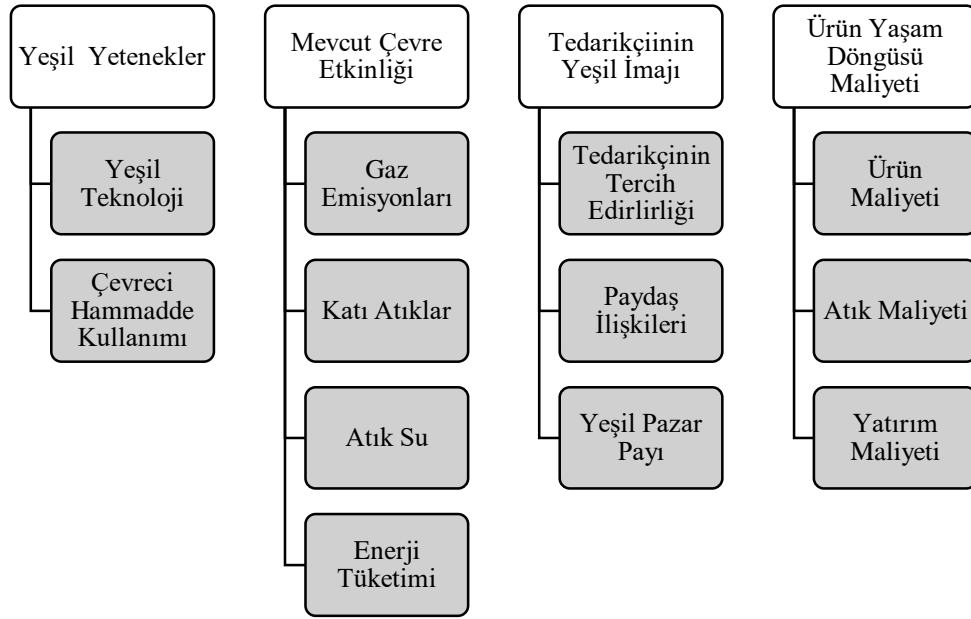 Yeşil Yetenekler
Yeşil
Teknoloji
Çevreci
Hammadde
Kullanımı
Mevcut Çevre
Etkinliği
Gaz
Emisyonları
Katı Atıklar
Atık Su
Enerji
Tüketimi
Tedarikçiinin
Yeşil İmajı
Tedarikçinin
Tercih
Edirlirliği
Paydaş
İlişkileri
Yeşil Pazar
Payı
Ürün Yaşam
Döngüsü
Maliyeti
Ürün
Maliyeti
Atık Maliyeti
Yatırım
Maliyeti